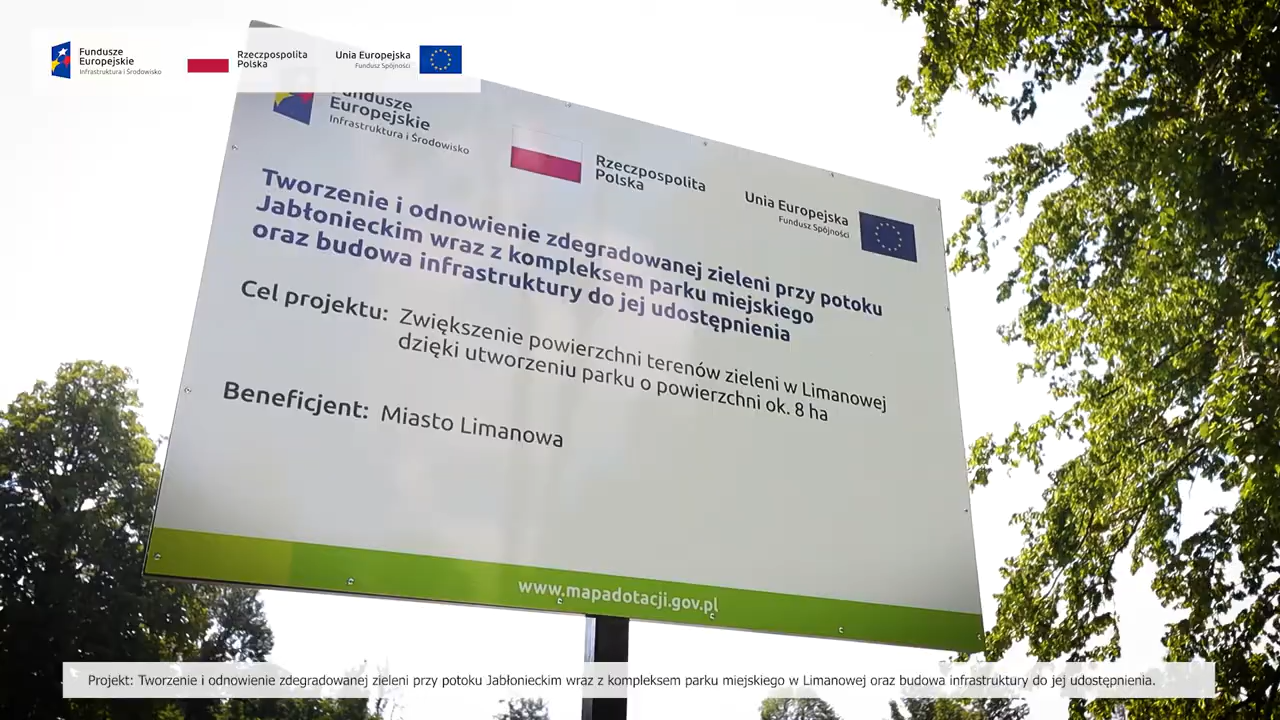 Fundusze
Europejskie
Infrastruktura i Środowisko
Rzeczpospolita
Polska
Unia Europejska
Fundusz Spójności
Fundusze
Europejskie
Infrastruktura i Środowisko
Rzeczpospolita
Polska
Unia Europejska
Fundusz Spójności
Tworzenie i odnowienie zdegradowanej zieleni przy potoku
Jabłonieckim wraz z kompleksem parku miejskiego
oraz budowa infrastruktury do jej udostępnienia
Cel projektu: Zwiększenie powierzchni terenów zieleni w Limanowej
dzięki utworzeniu parku o powierzchni ok. 8 ha
Beneficjent: Miasto Limanowa
www.mapadotacji.gov.pl
Projekt: Tworzenie i odnowienie zdegradowanej zieleni przy potoku Jabłonieckim wraz z kompleksem parku miejskiego w Limanowej oraz budowa infrastruktury do jej udostępnienia.